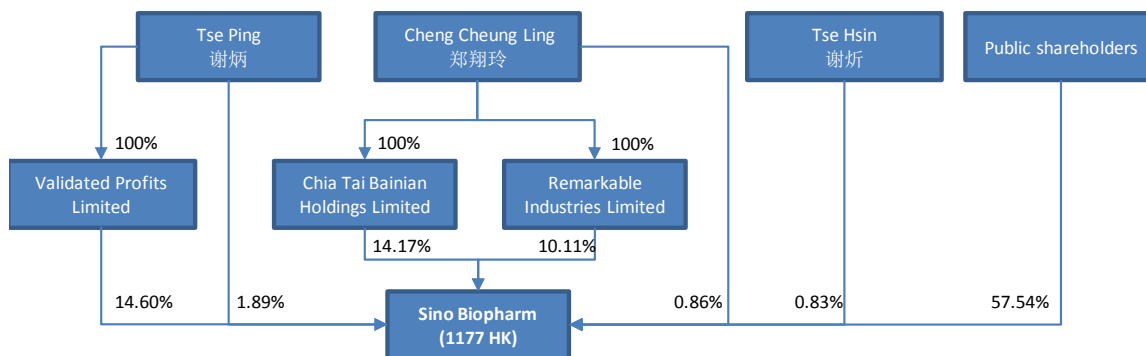 Tse Ping
谢炳
Cheng Cheung Ling
郑翔玲
Tse Hsin
谢炘
Public shareholders
100%
100%
100%
Validated Profits
Limited
Chia Tai Bainian
Holdings Limited
Remarkable
Industries Limited
14.17%
10.11%
14.60%
1.89%
Sino Biopharm
(1177 HK)
0.86%
0.83%
57.54%